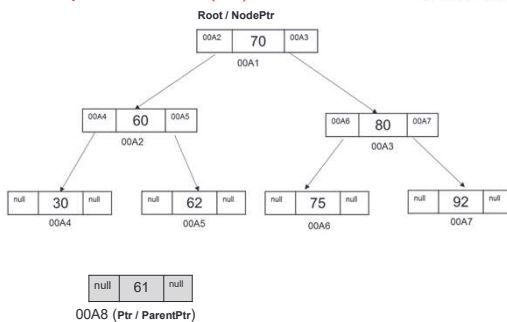 Root / NodePtr
00A2 70 00A3
00A1
00A4 60 00A5
00A2
00A6 80 00A7
00A3
null 30 null
00A4
null 62 null
00A5
null 75 null
00A6
null 92 null
00A7
null 61 null
00A8 (Ptr / ParentPtr)